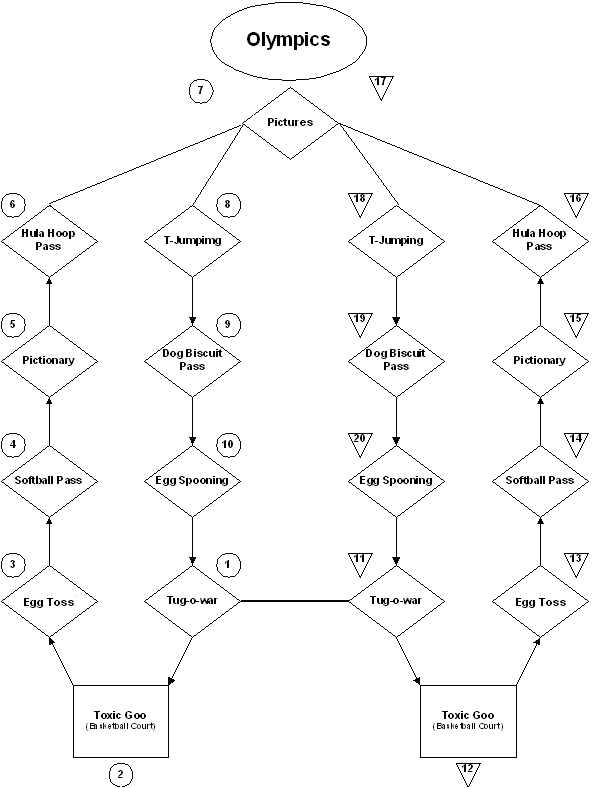 Olympics
7
17
Pictures
6
8
18
16
Hula Hoop
Pass
T-Jumpimg
T-Jumping
Hula Hoop
Pass
5
9
19
15
Pictionary
Dog Biscuit
Pass
Dog Biscuit
Pass
Pictionary
4
10
20
14
Softball Pass
Egg Spooning
Egg Spooning
Softball Pass
3
1
11
13
Egg Toss
Tug-o-war
Tug-o-war
Egg Toss
Toxic Goo
(Basketball Court)
Toxic Goo
(Basketball Court)
2
12